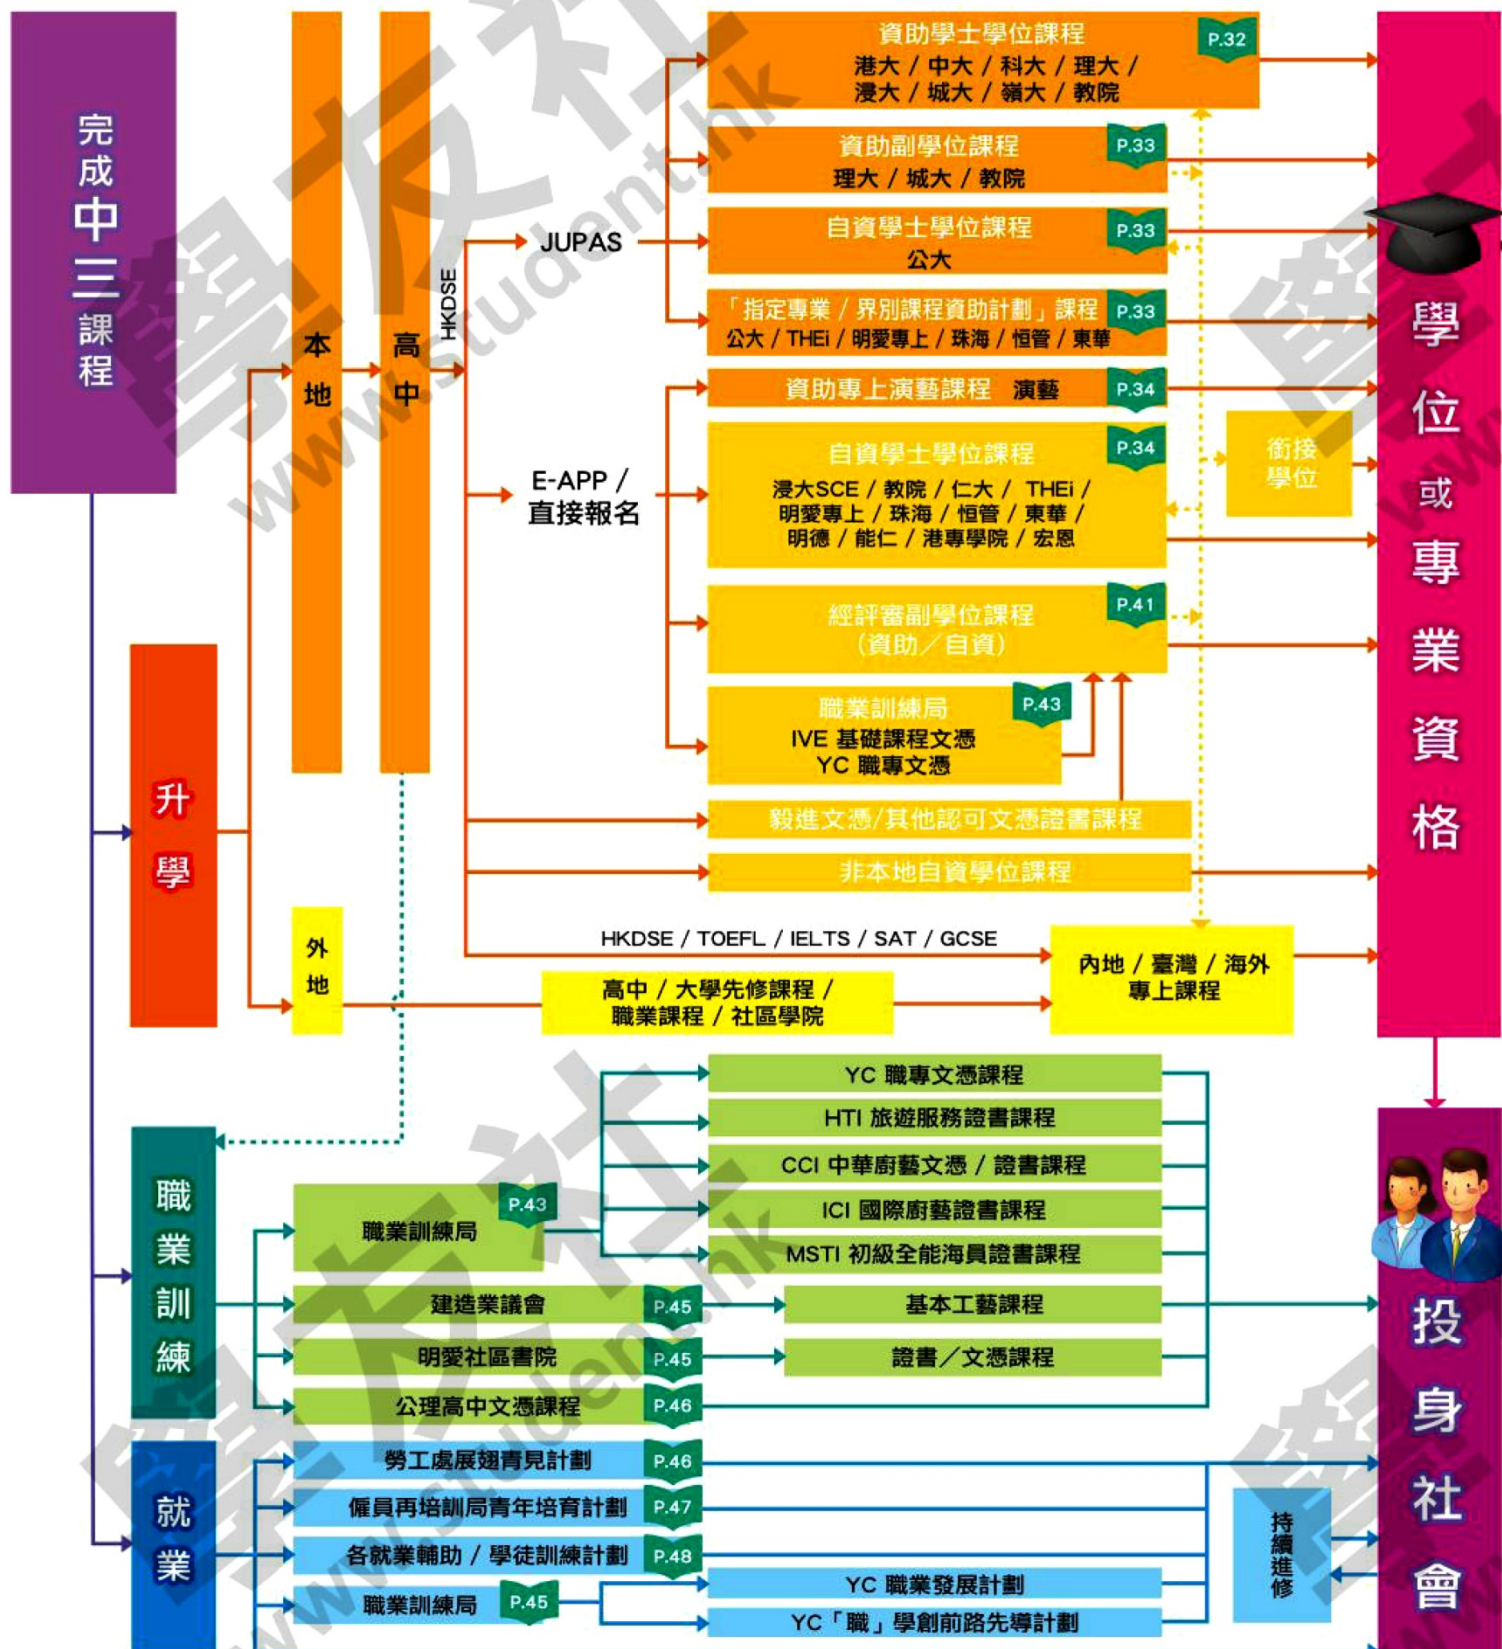 完成中三課程
升學
本地
高中
HKDSE
JUPAS
資助學士學位課程
P.32
港大 / 中大 / 科大 / 理大 /
浸大 / 城大 / 嶺大 / 教院
資助副學位課程
P.33
理大 / 城大 / 教院
自資學士學位課程
P.33
公大
「指定專業 / 界別課程資助計劃」課程
P.33
公大 / THEi / 明愛專上 / 珠海 / 恒管 / 東華
E-APP /
直接報名
資助專上演藝課程 演藝
P.34
自資學士學位課程
P.34
浸大SCE / 教院 / 仁大 / THEi /
明愛專上 / 珠海 / 恒管 / 東華 /
明德 / 能仁 / 港專學院 / 宏恩
銜接
學位
經評審副學位課程
(資助／自資)
P.41
職業訓練局
P.43
IVE 基礎課程文憑
YC 職專文憑
毅進文憑/其他認可文憑證書課程
非本地自資學位課程
外地
HKDSE / TOEFL / IELTS / SAT / GCSE
高中 / 大學先修課程 /
職業課程 / 社區學院
內地 / 臺灣 / 海外
專上課程
學位或專業資格
職業訓練
職業訓練局
P.43
YC 職專文憑課程
HTI 旅遊服務證書課程
CCI 中華廚藝文憑 / 證書課程
ICI 國際廚藝證書課程
MSTI 初級全能海員證書課程
建造業議會
P.45
基本工藝課程
明愛社區書院
P.45
證書／文憑課程
公理高中文憑課程
P.46
就業
勞工處展翅青見計劃
P.46
僱員再培訓局青年培育計劃
P.47
各就業輔助 / 學徒訓練計劃
P.48
職業訓練局
P.45
YC 職業發展計劃
YC「職」學創前路先導計劃
持續進修
投身社會
學友社
www.student.hk
學友社
www.student.hk